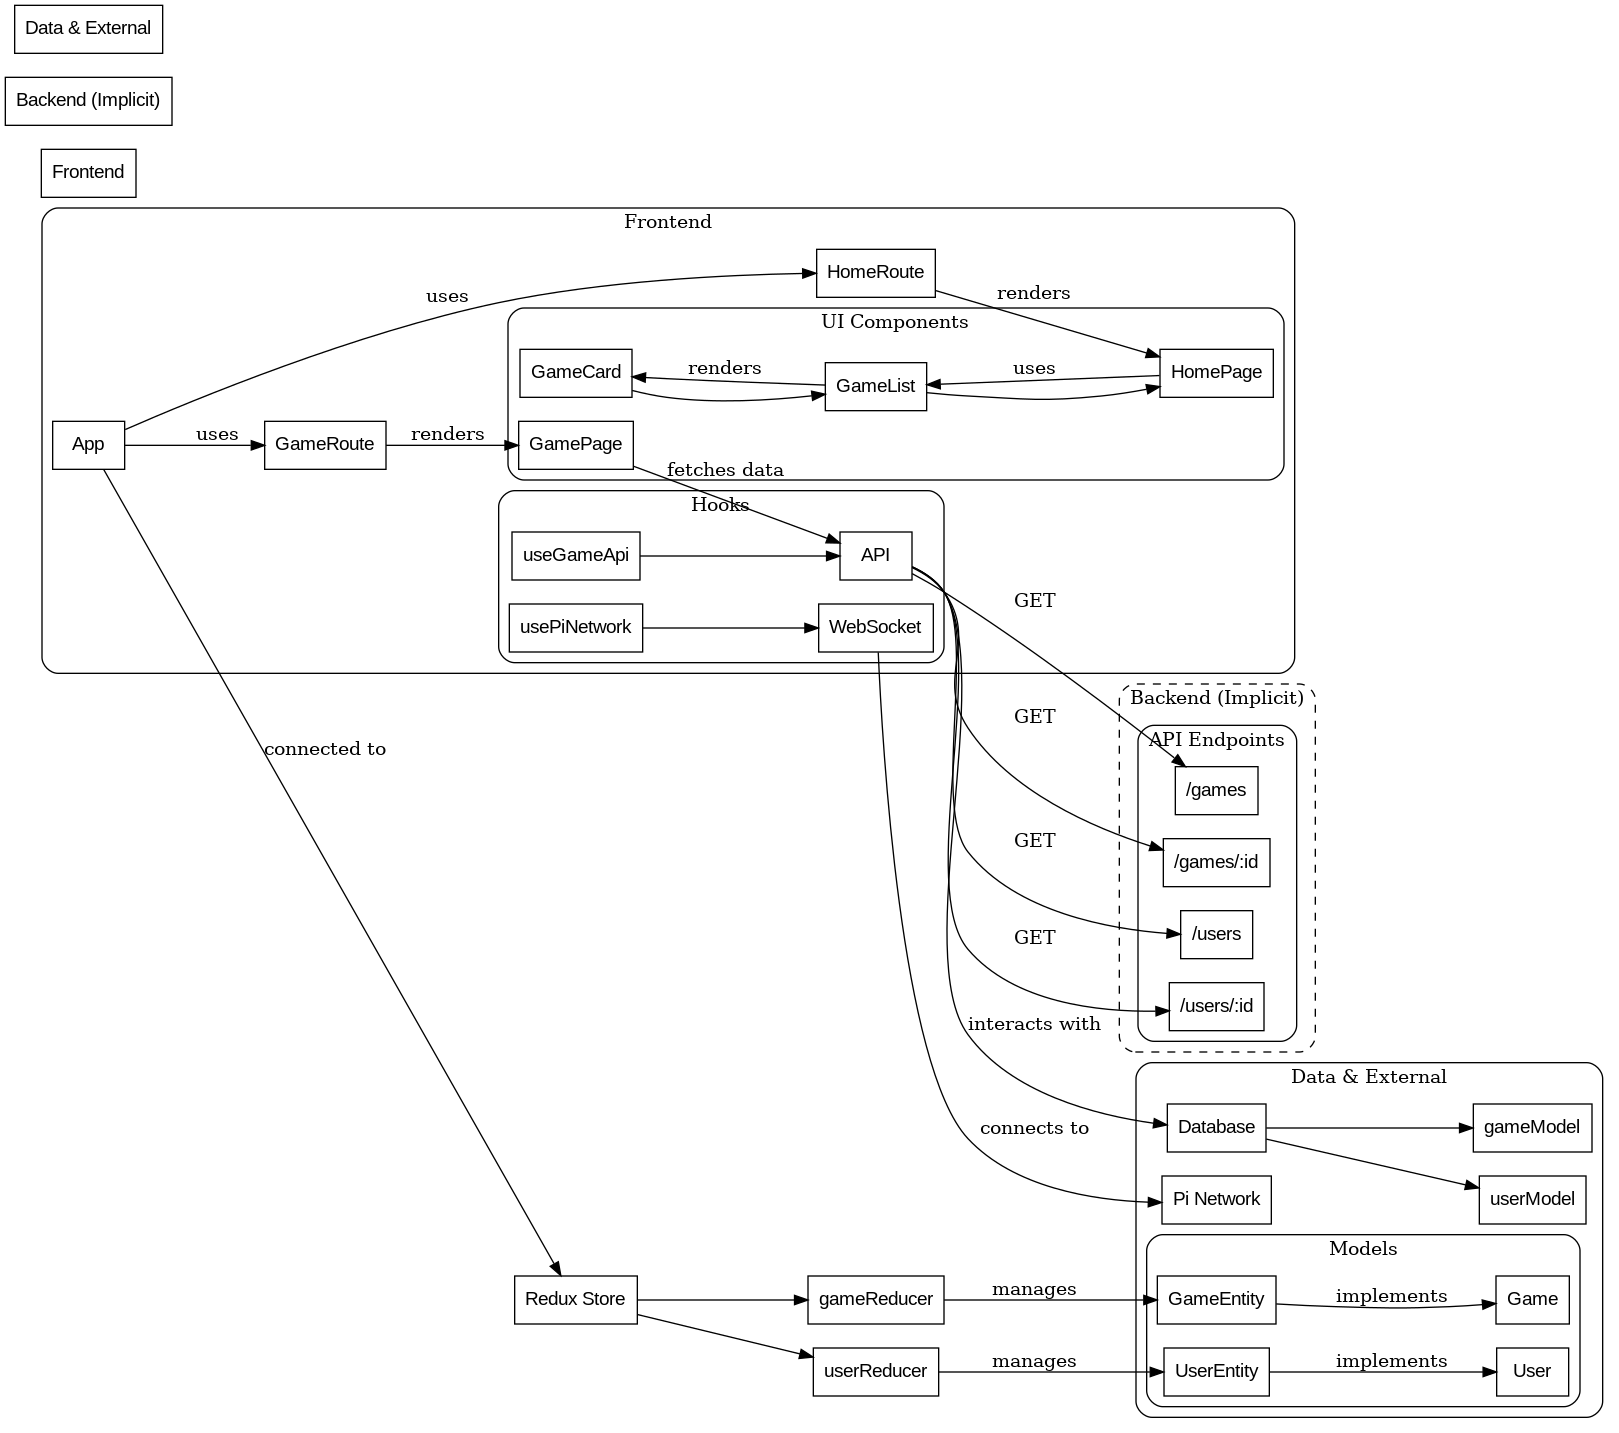 Data & External
Backend (Implicit)
Frontend
Frontend
HomeRoute
uses
renders
UI Components
GameCard
renders
GameList
uses
HomePage
App
uses
GameRoute
renders
GamePage
fetches data
Hooks
useGameApi
API
usePiNetwork
WebSocket
GET
Backend (Implicit)
GET
API Endpoints
connected to
/games
GET
/games/:id
/users
GET
/users/:id
interacts with
Data & External
Database
gameModel
connects to
Pi Network
userModel
Models
Redux Store
gameReducer
manages
GameEntity
implements
Game
userReducer
manages
UserEntity
implements
User